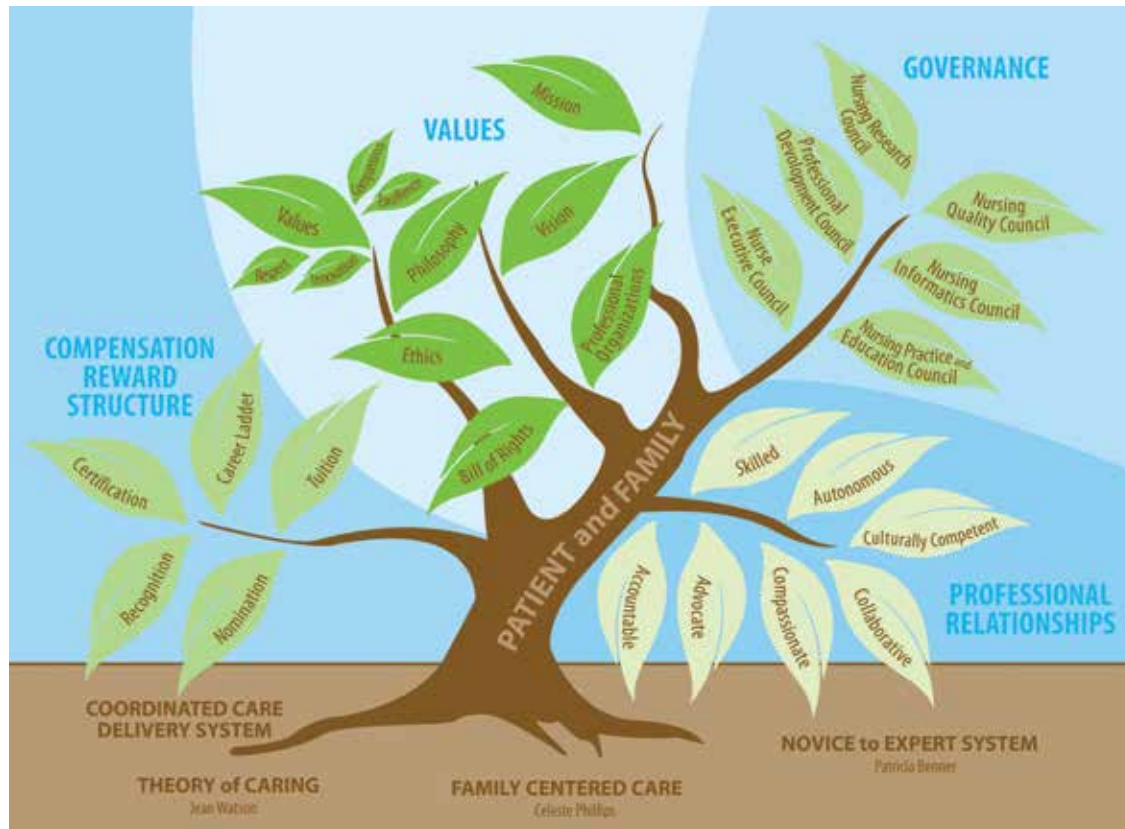 GOVERNANCE
Nursing Research
Council
Professional
Devolopment Council
Nurse
Executive Council
Nursing
Quality Council
Nursing
Informatics Council
Nursing Practice and
Education Council
VALUES
Mission
Values
Excellence
Respect
Innovation
Philosophy
Vision
Professional
Organizations
Ethics
Bill of Rights
COMPENSATION
REWARD
STRUCTURE
Certification
Career Ladder
Tuition
Recognition
Nomination
PATIENT and FAMILY
Skilled
Autonomous
Culturally Competent
Accountable
Advocate
Compassionate
Collaborative
PROFESSIONAL
RELATIONSHIPS
COORDINATED CARE
DELIVERY SYSTEM
THEORY of CARING
Jean Watson
FAMILY CENTERED CARE
Celeste Phillips
NOVICE to EXPERT SYSTEM
Patricia Benner